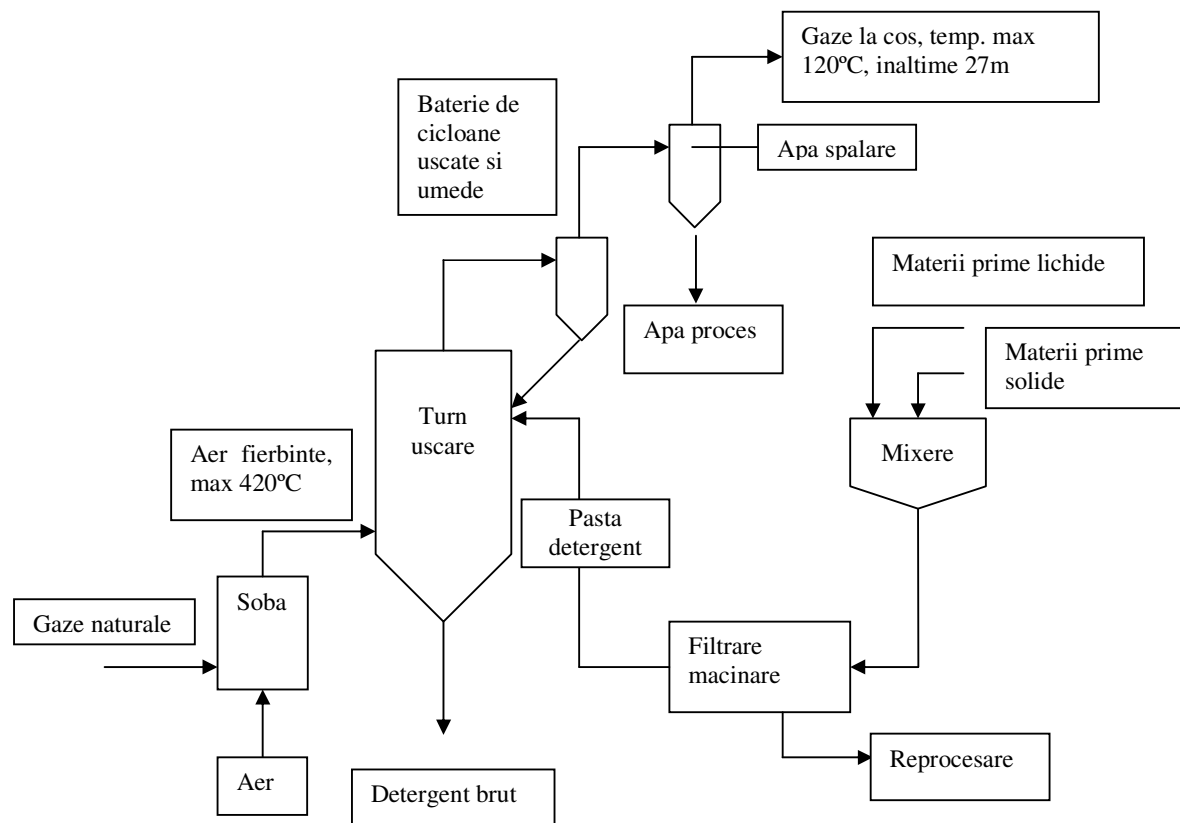 Gaze la cos, temp. max
120ºC, inaltime 27m
Baterie de
cicloane
uscate si
umede
Apa spalare
Materii prime lichide
Apa proces
Materii prime
solide
Turn
uscare
Aer fierbinte,
max 420ºC
Mixere
Pasta
detergent
Soba
Gaze naturale
Filtrare
macinare
Aer
Detergent brut
Reprocesare